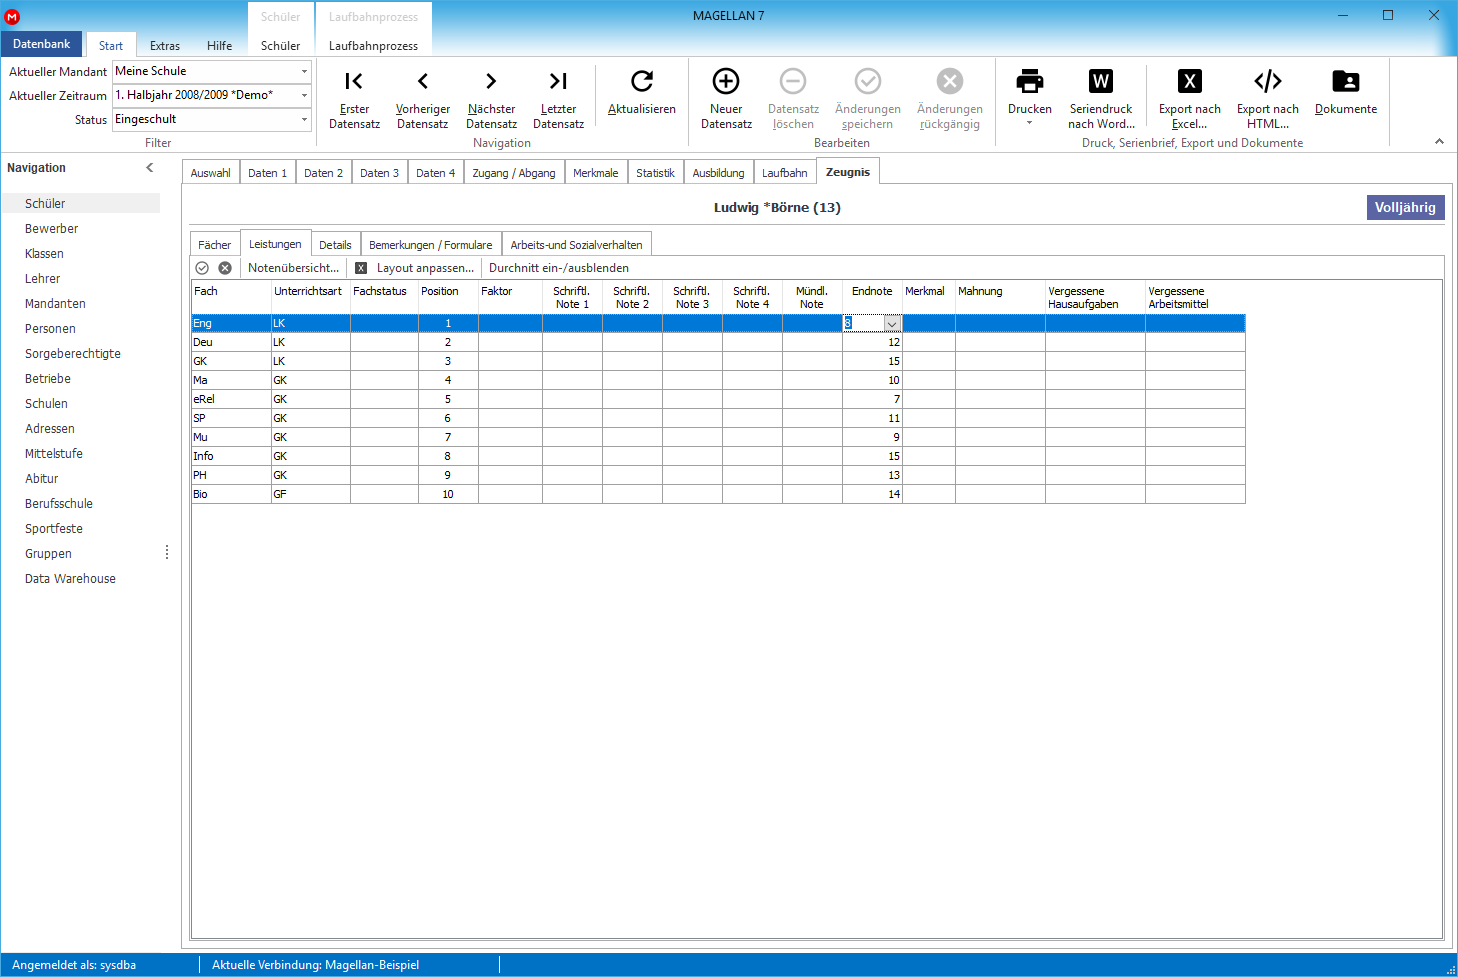 MAGELLAN 7
M
Schüler
Laufbahnprozess
Datenbank
Start
Extras
Hilfe
Schüler
Laufbahnprozess
Aktueller Mandant
Meine Schule
Aktueller Zeitraum
1. Halbjahr 2008/2009 *Demo*
Status
Eingeschult
Filter
Erster
Datensatz
Vorheriger
Datensatz
Nächster
Datensatz
Letzter
Datensatz
Aktualisieren
Navigation
Neuer
Datensatz
Datensatz
löschen
Änderungen
speichern
Änderungen
rückgängig
Bearbeiten
Drucken
W
Seriendruck
nach Word...
X
Export nach
Excel...
Export nach
HTML...
Dokumente
Druck, Serienbrief, Export und Dokumente
Navigation
Schüler
Bewerber
Klassen
Lehrer
Mandanten
Personen
Sorgeberechtigte
Betriebe
Schulen
Adressen
Mittelstufe
Abitur
Berufsschule
Sportfeste
Gruppen
Data Warehouse
Auswahl
Daten 1
Daten 2
Daten 3
Daten 4
Zugang / Abgang
Merkmale
Statistik
Ausbildung
Laufbahn
Zeugnis
Ludwig *Börne (13)
Volljährig
Fächer
Leistungen
Details
Bemerkungen / Formulare
Arbeits-und Sozialverhalten
Notenübersicht...
X
Layout anpassen...
Durchnitt ein-/ausblenden
Fach Unterrichtsart Fachstatus Position Faktor Schriftl. Schriftl. Schriftl. Schriftl. Mündl. Endnote Merkmal Mahnung Vergessene Vergessene
Note 1 Note 2 Note 3 Note 4 Note Hausaufgaben Arbeitsmittel
Eng LK 1 8
Deu LK 2 12
GK LK 3 15
Ma GK 4 10
eRel GK 5 7
SP GK 6 11
Mu GK 7 9
Info GK 8 15
PH GK 9 13
Bio GF 10 14
Angemeldet als: sysdba
Aktuelle Verbindung: Magellan-Beispiel